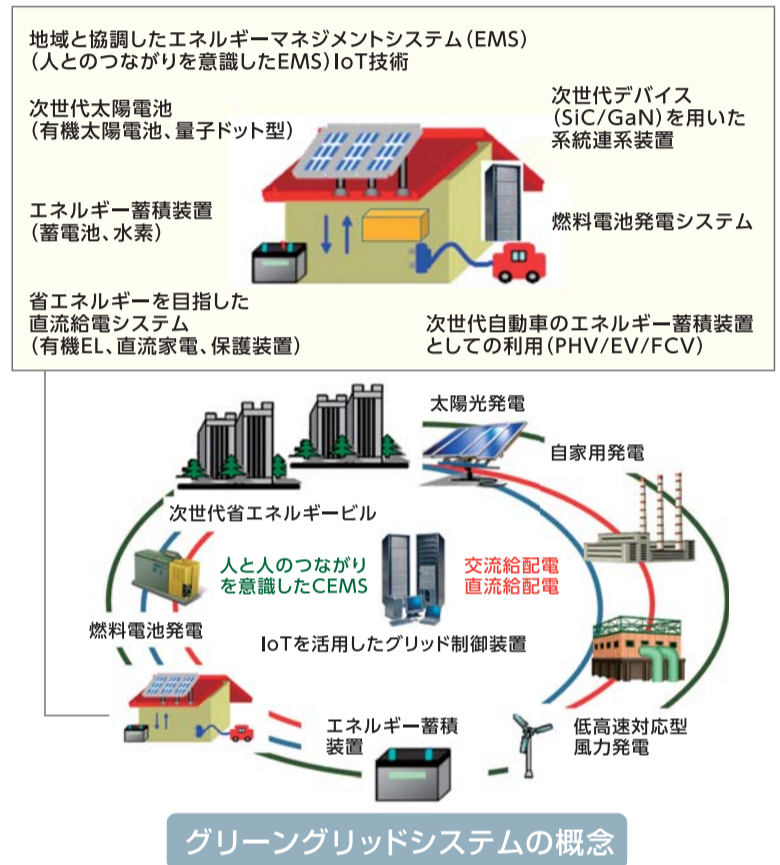 地域と協調したエネルギーマネジメントシステム（EMS）
（人とのつながりを意識したEMS）IoT技術
次世代太陽電池
（有機太陽電池、量子ドット型）
次世代デバイス
（SiC/GaN）を用いた
系統連系装置
エネルギー蓄積装置
（蓄電池、水素）
燃料電池発電システム
省エネルギーを目指した
直流給電システム
（有機EL、直流家電、保護装置）
次世代自動車のエネルギー蓄積装置
としての利用（PHV/EV/FCV）
太陽光発電
自家用発電
次世代省エネルギービル
人と人のつながり
を意識したCEMS
交流給配電
直流給配電
燃料電池発電
IoTを活用したグリッド制御装置
エネルギー蓄積
装置
低高速対応型
風力発電
グリーングリッドシステムの概念